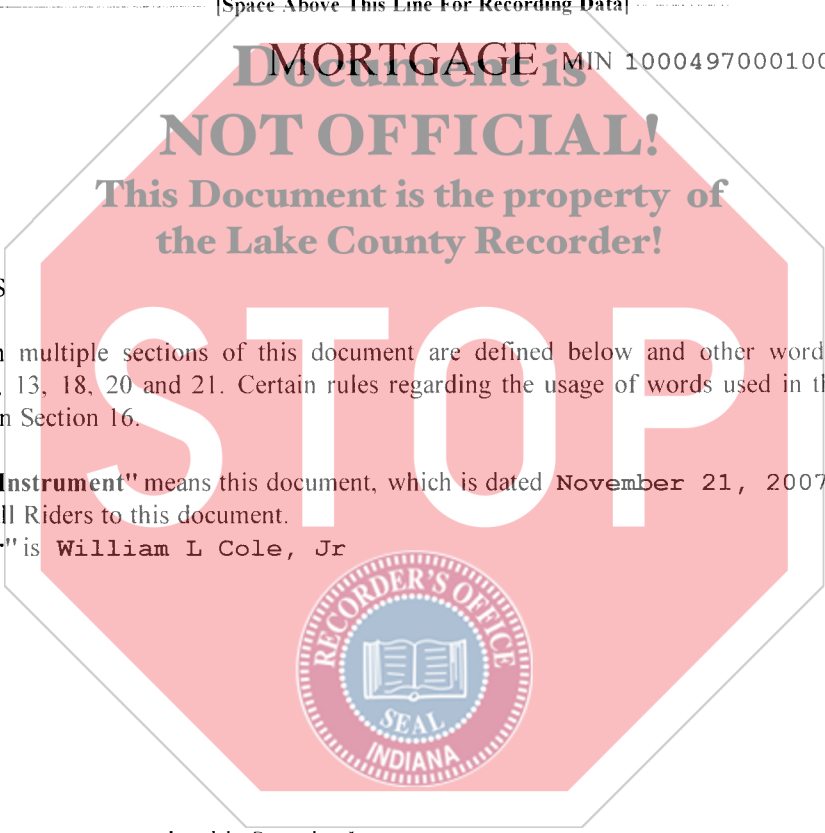 [Space Above This Line For Recording Data]
MORTGAGE MIN 1000497000100
Document is
NOT OFFICIAL!
This Document is the property of
the Lake County Recorder!
S
STOP
n multiple sections of this document are defined below and other word
, 13, 18, 20 and 21. Certain rules regarding the usage of words used in th
n Section 16.
Instrument" means this document, which is dated November 21, 2007
ll Riders to this document.
r" is William L Cole, Jr
RECORDER'S OFFICE
SEAL
INDIANA